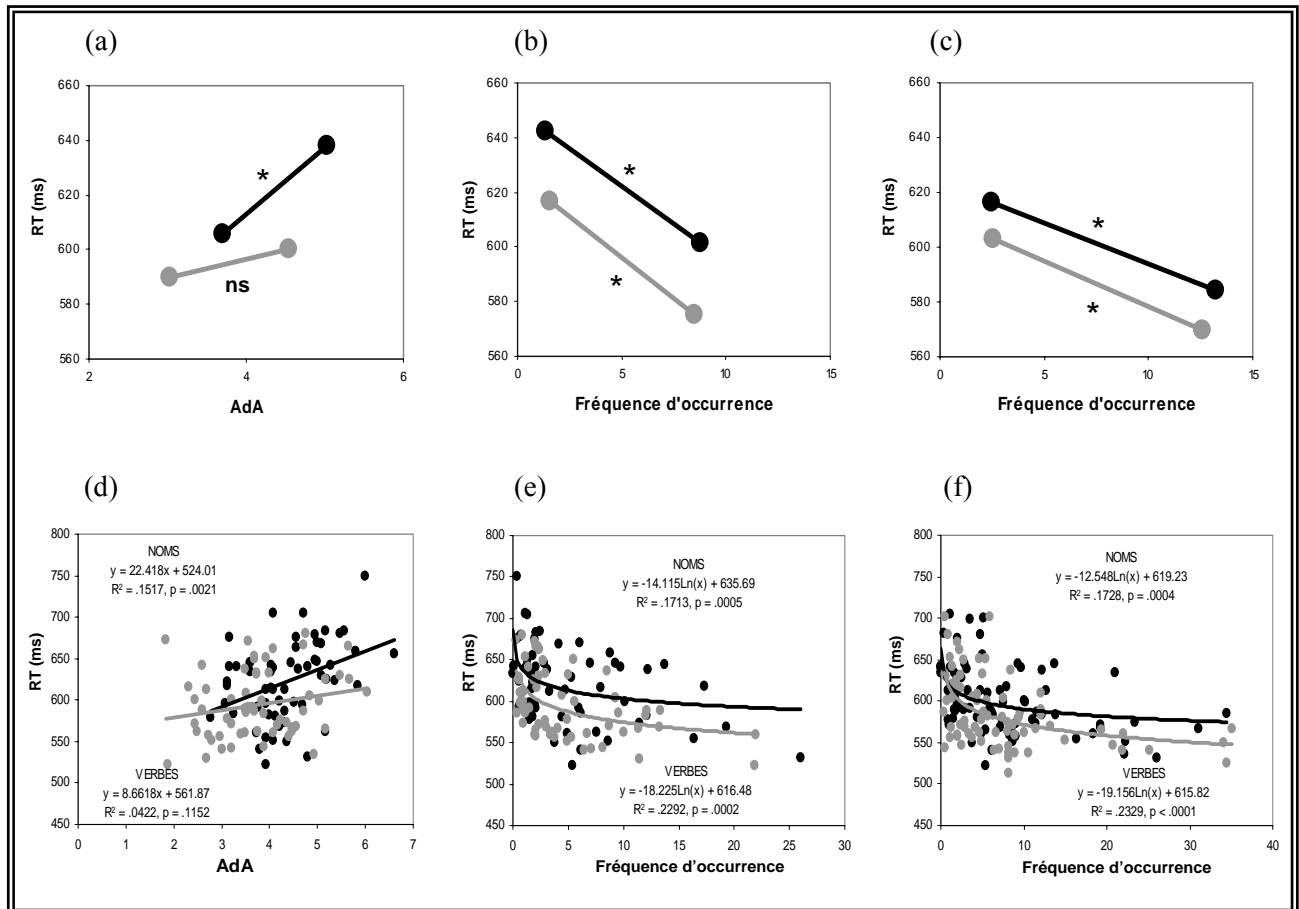 (a)
(b)
(c)
660
640
620
600
580
560
RT (ms)
*
ns
2
4
6
AdA
660
640
620
600
580
560
RT (ms)
*
*
0
5
10
15
Fréquence d'occurrence
660
640
620
600
580
560
RT (ms)
*
*
0
5
10
15
Fréquence d'occurrence
(d)
(e)
(f)
800
750
700
650
600
550
500
450
RT (ms)
NOMS
y = 22.418x + 524.01
R² = .1517, p = .0021
VERBES
y = 8.6618x + 561.87
R² = .0422, p = .1152
0
1
2
3
4
5
6
7
AdA
800
750
700
650
600
550
500
450
RT (ms)
NOMS
y = -14.115Ln(x) + 635.69
R² = .1713, p = .0005
VERBES
y = -18.225Ln(x) + 616.48
R² = .2292, p = .0002
0
5
10
15
20
25
30
Fréquence d’occurrence
800
750
700
650
600
550
500
450
RT (ms)
NOMS
y = -12.548Ln(x) + 619.23
R² = .1728, p = .0004
VERBES
y = -19.156Ln(x) + 615.82
R² = .2329, p < .0001
0
10
20
30
40
Fréquence d’occurrence